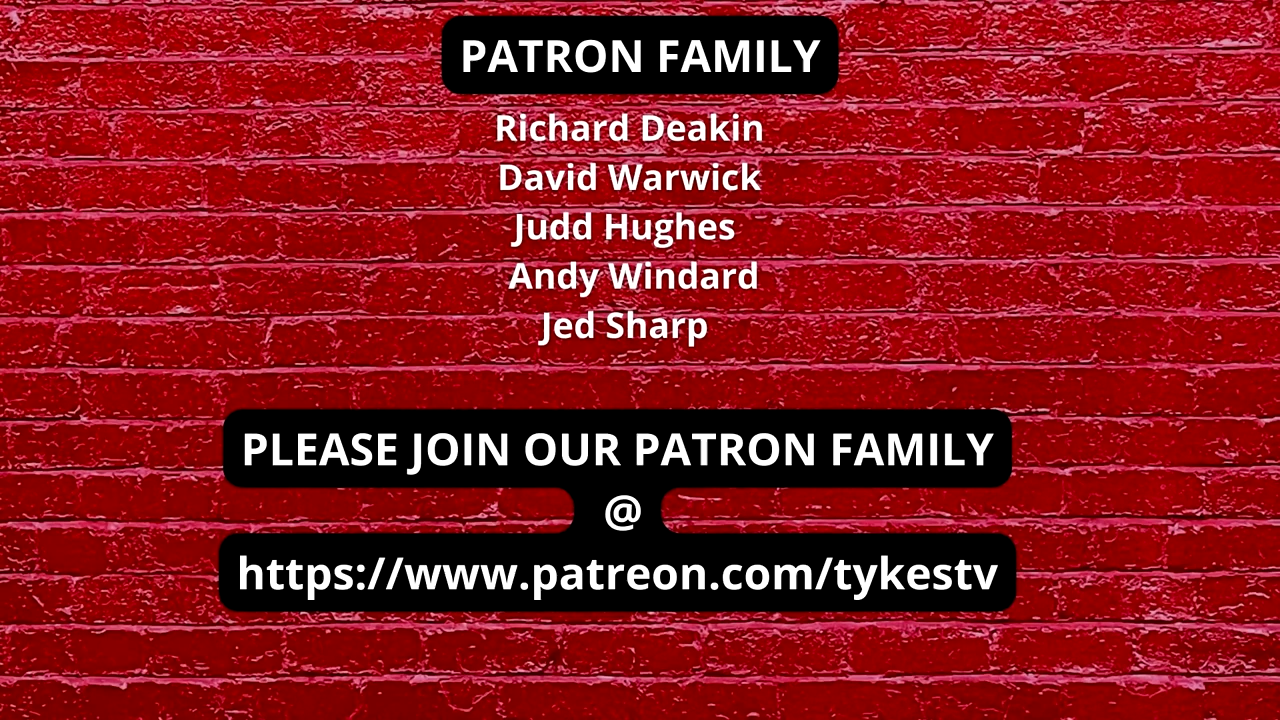 PATRON FAMILY
Richard Deakin
David Warwick
Judd Hughes
Andy Windard
Jed Sharp
PLEASE JOIN OUR PATRON FAMILY
@
https://www.patreon.com/tykestv